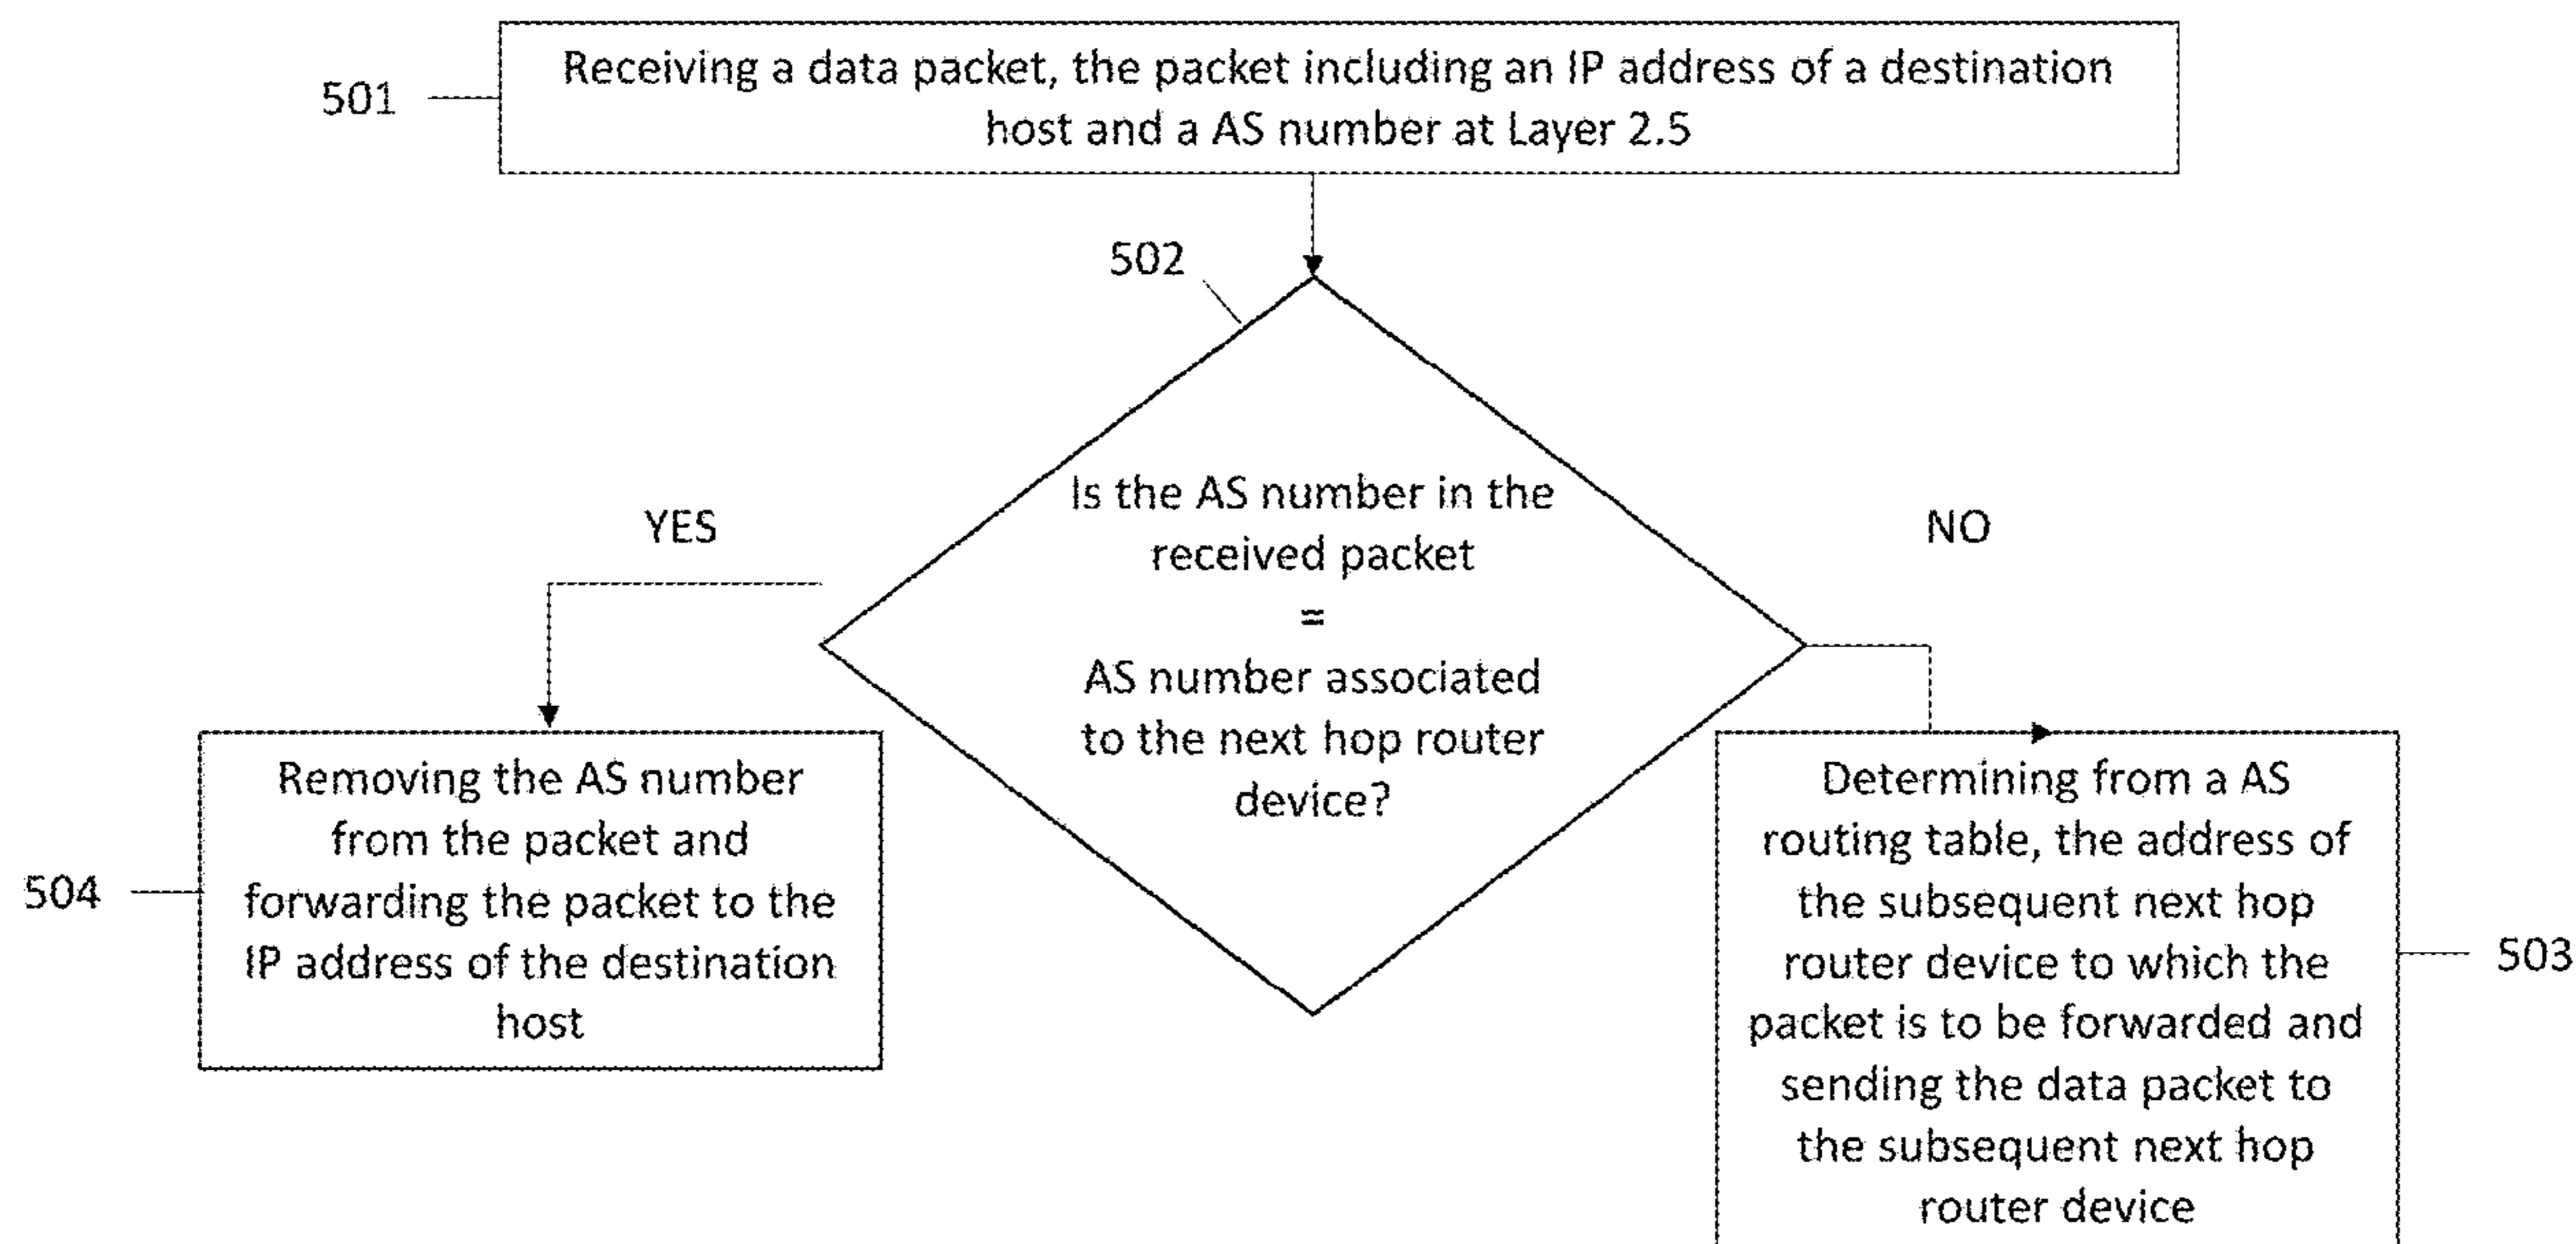 501
Receiving a data packet, the packet including an IP address of a destination
host and a AS number at Layer 2.5
502
Is the AS number in the
received packet
=
AS number associated
to the next hop router
device?
YES
NO
504
Removing the AS number
from the packet and
forwarding the packet to the
IP address of the destination
host
Determining from a AS
routing table, the address of
the subsequent next hop
router device to which the
packet is to be forwarded and
sending the data packet to
the subsequent next hop
router device
503